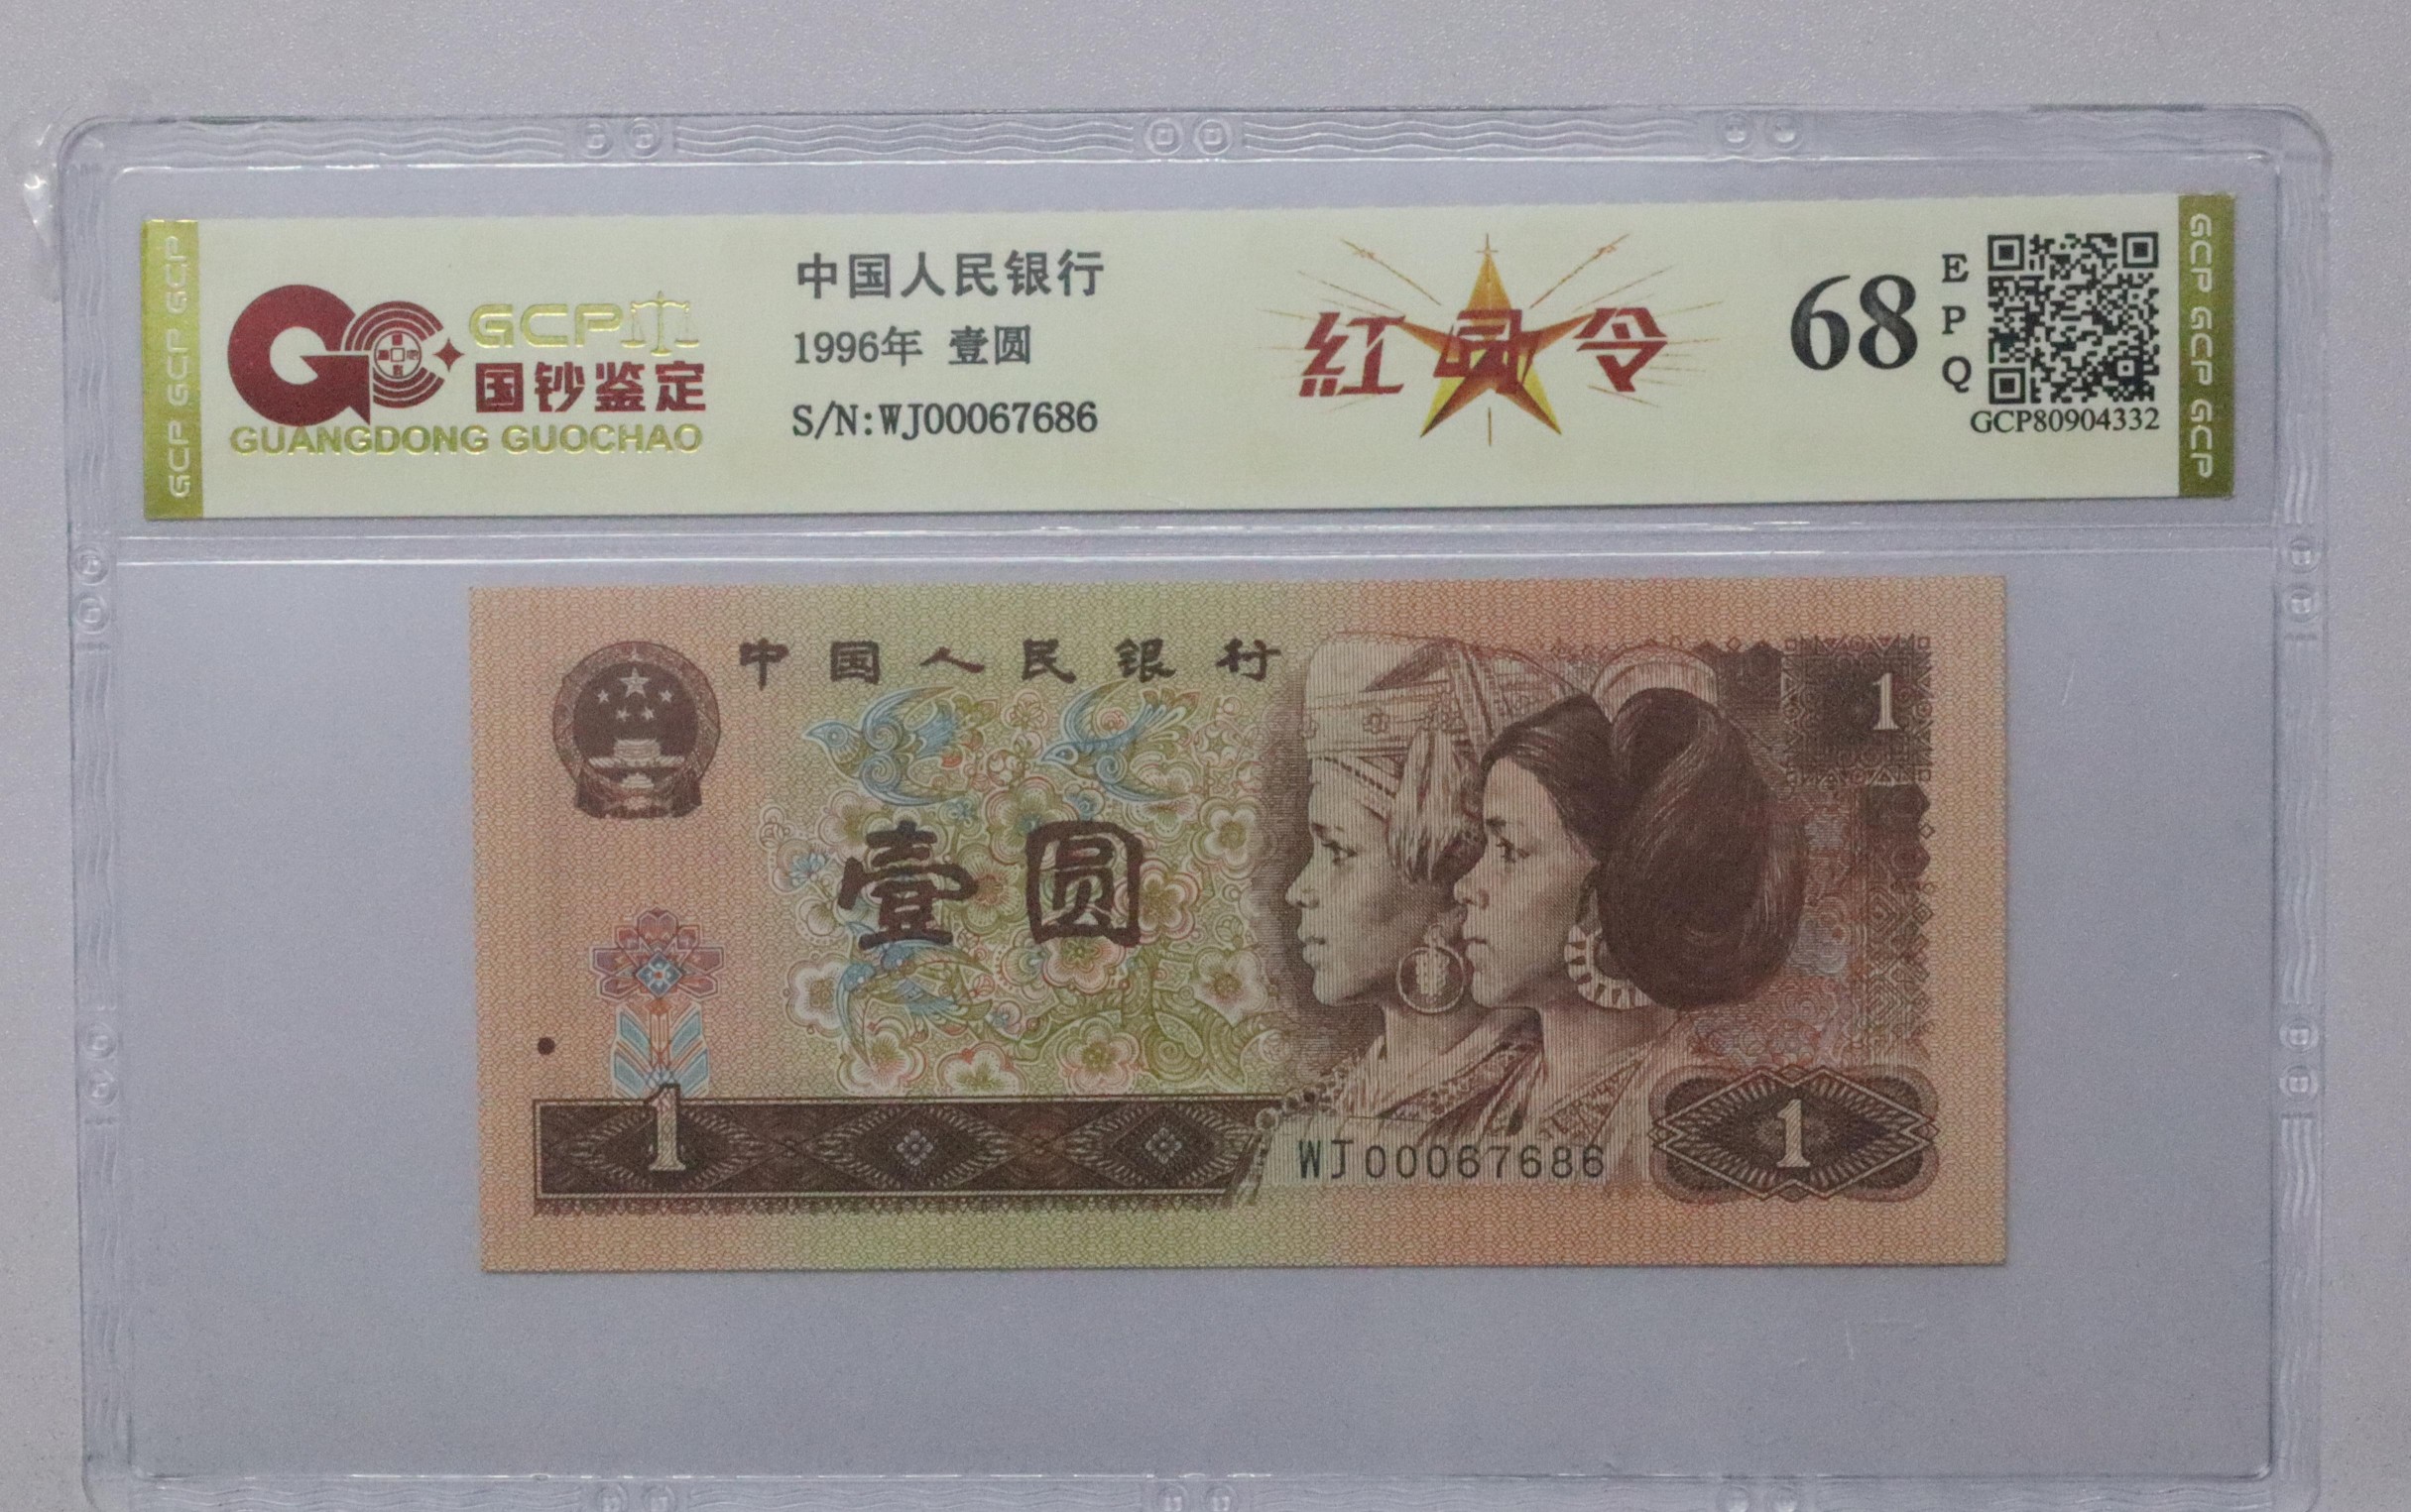 GCP GCP GCP
GCP
国钞鉴定
GUANGDONG GUOCHAO
中国人民银行
1996年 壹圆
S/N:WJ00067686
紅 令
68
E
P
Q
GCP80904332
GCP GCP GCP
中国人民银行
1
壹圆
1
WJ00067686
1